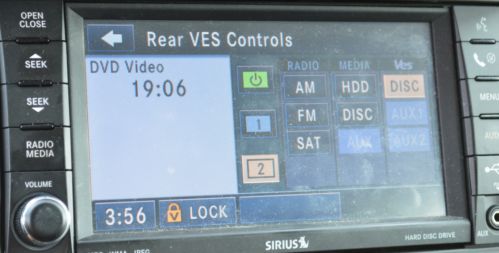 OPEN
CLOSE
SEEK
SEEK
RADIO
MEDIA
VOLUME
Rear VES Controls
DVD Video
19:06
1
2
RADIO MEDIA Ves
AM HDD DISC
FM DISC AUX1
SAT AUX AUX2
3:56 LOCK
SIRIUS
HARD DISC DRIVE
MENU
AUX